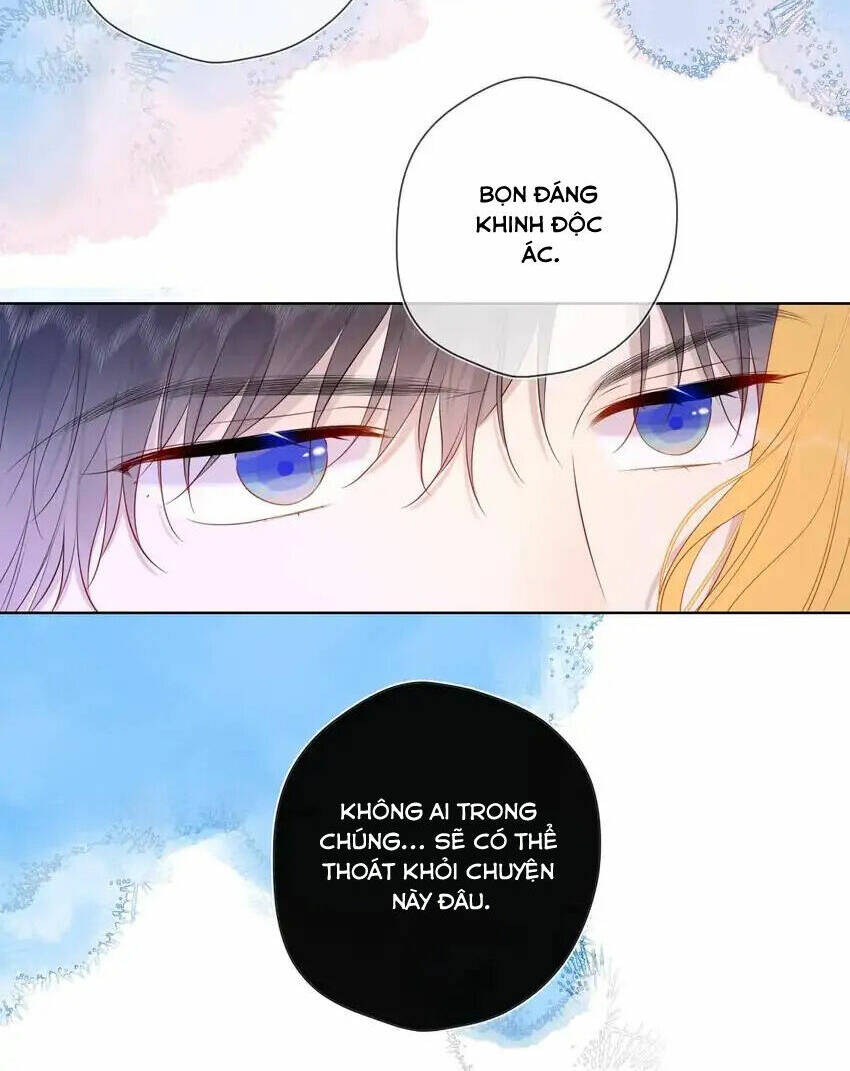 BỌN ĐÁNG
KHINH ĐỘC
ÁC.
KHÔNG AI TRONG
CHÚNG... SẼ CÓ THỂ
THOÁT KHỎI CHUYỆN
NÀY ĐÂU.